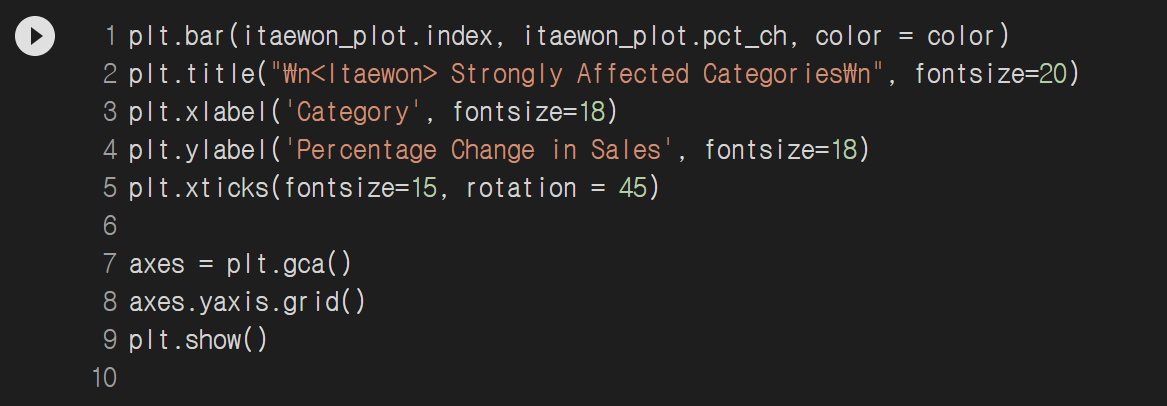 1 plt.bar(itaewon_plot.index, itaewon_plot.pct_ch, color = color)
2 plt.title("₩n<Itaewon> Strongly Affected Categories₩n", fontsize=20)
3 plt.xlabel('Category', fontsize=18)
4 plt.ylabel('Percentage Change in Sales', fontsize=18)
5 plt.xticks(fontsize=15, rotation = 45)
6
7 axes = plt.gca()
8 axes.yaxis.grid()
9 plt.show()
10